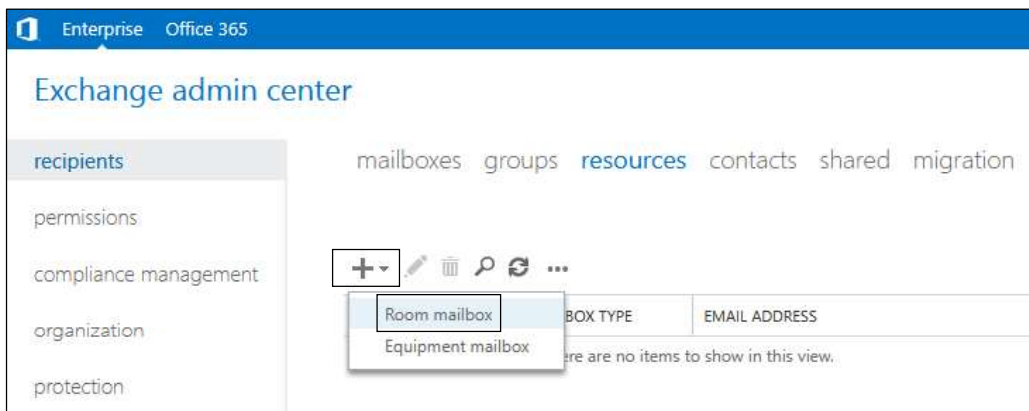 Enterprise Office 365
Exchange admin center
recipients
permissions
compliance management
organization
protection
mailboxes groups resources contacts shared migration
Room mailbox
Equipment mailbox
BOX TYPE EMAIL ADDRESS
ere are no items to show in this view.